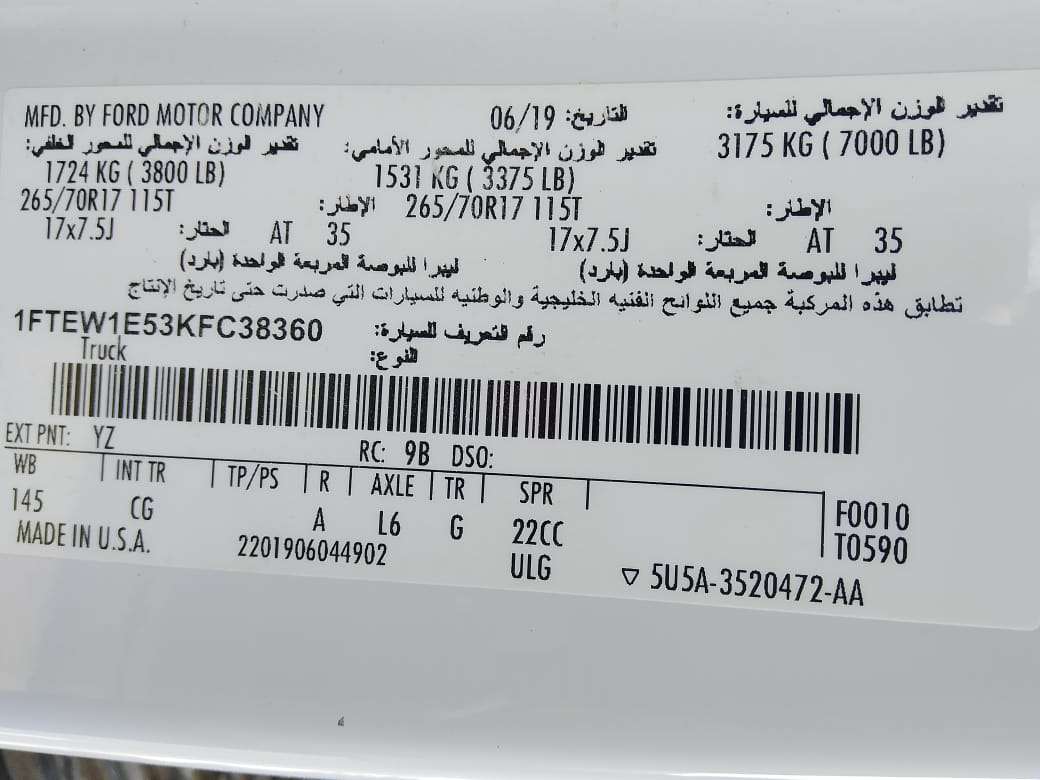 MFD. BY FORD MOTOR COMPANY 06/19 التاريخ: تقدير الوزن الإجمالي للسيارة:
3175 KG ( 7000 LB)
تقدير الوزن الإجمالي للمحور الخلفي: تقدير الوزن الإجمالي للمحور الأمامي:
1724 KG ( 3800 LB) 1531 KG ( 3375 LB)
265/70R17 115T الإطار: 265/70R17 115T الإطار:
17x7.5J الحتار: AT 35 17x7.5J الحتار: AT 35
ليبرا للبوصة المربعة الواحدة (بارد) ليبرا للبوصة المربعة الواحدة (بارد)
تطابق هذه المركبة جميع اللوائح الفنيه الخليجية والوطنيه للسيارات التي صدرت حتى تاريخ الإنتاج
1FTEW1E53KFC38360 رقم التعريف للسيارة:
Truck النوع:
EXT PNT: YZ RC: 9B DSO:
WB INT TR TP/PS R AXLE TR SPR
145 CG A L6 G 22CC F0010
MADE IN U.S.A. 2201906044902 ULG T0590
▽ 5U5A-3520472-AA